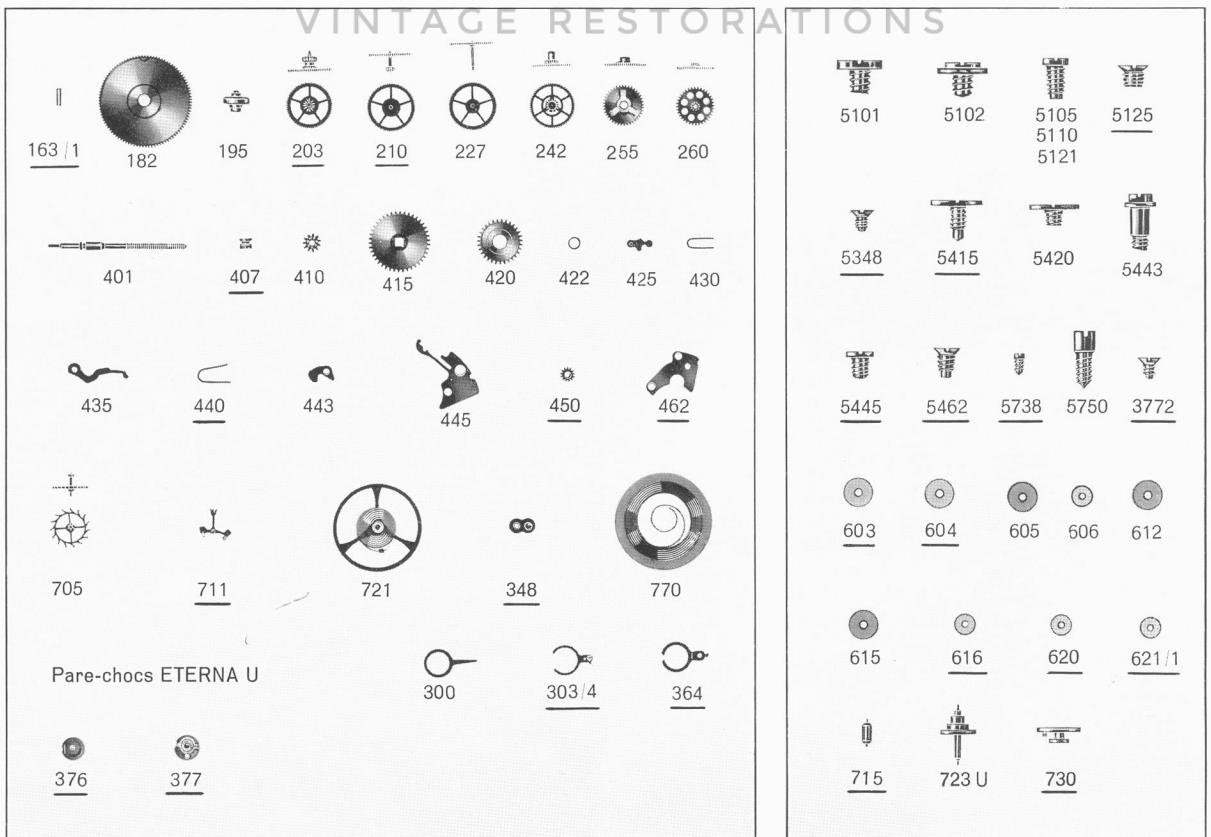 VINTAGE RESTORATIONS
163/1 182 195 203 210 227 242 255 260
401 407 410 415 420 422 425 430
435 440 443 445 450 462
705 711 721 348 770
Pare-chocs ETERNA U
300 303/4 364
376 377
5101 5102 5105 5125
5110
5121
5348 5415 5420 5443
5445 5462 5738 5750 3772
603 604 605 606 612
615 616 620 621/1
715 723 U 730